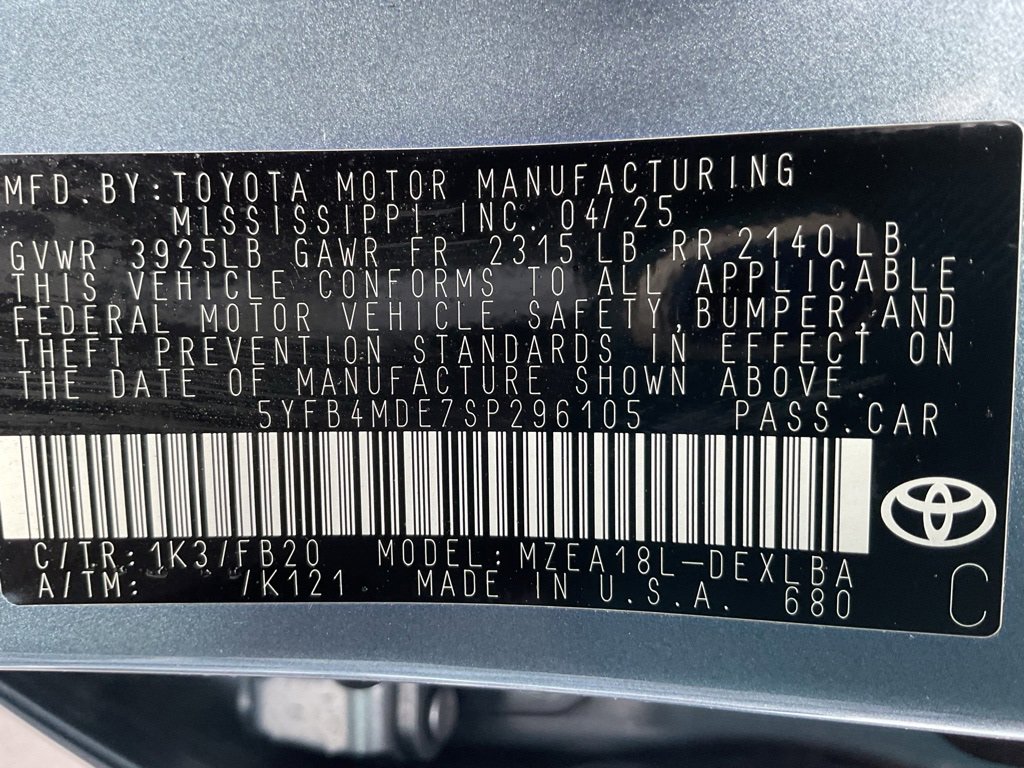 MFD. BY: TOYOTA MOTOR MANUFACTURING
MISSISSIPPI INC. 04/25
GVWR 3925LB GAWR FR 2315 LB RR 2140 LB
THIS VEHICLE CONFORMS TO ALL APPLICABLE
FEDERAL MOTOR VEHICLE SAFETY, BUMPER, AND
THEFT PREVENTION STANDARDS IN EFFECT ON
THE DATE OF MANUFACTURE SHOWN ABOVE.
5YFB4MDE7SP296105 PASS. CAR
C/TR: 1K3/FB20 MODEL: MZEA18L-DEXLBA
A/TM: /K121 MADE IN U.S.A. 680
C